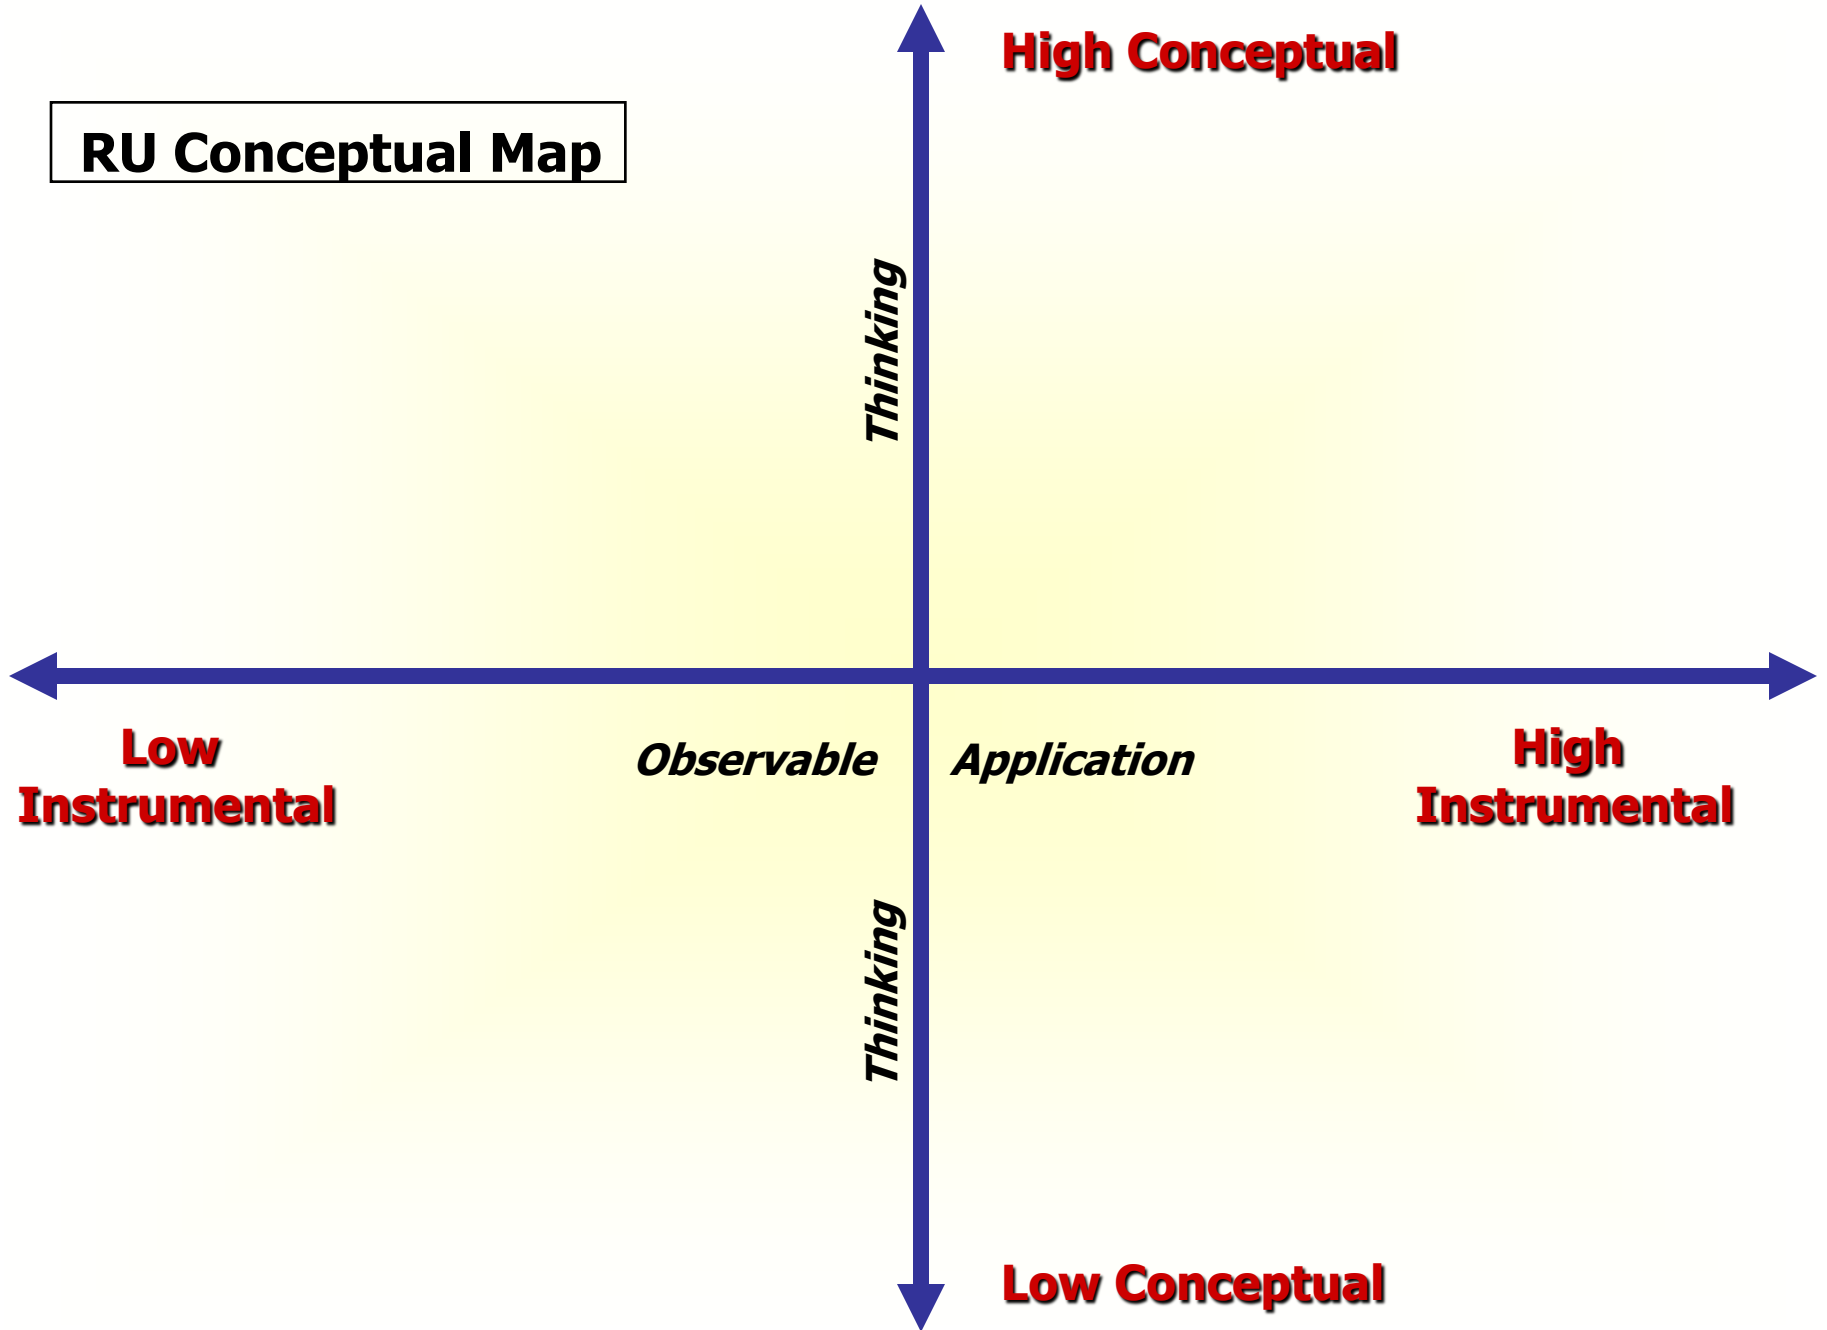 High Conceptual
RU Conceptual Map
Thinking
Low
Instrumental
Observable Application
High
Instrumental
Thinking
Low Conceptual